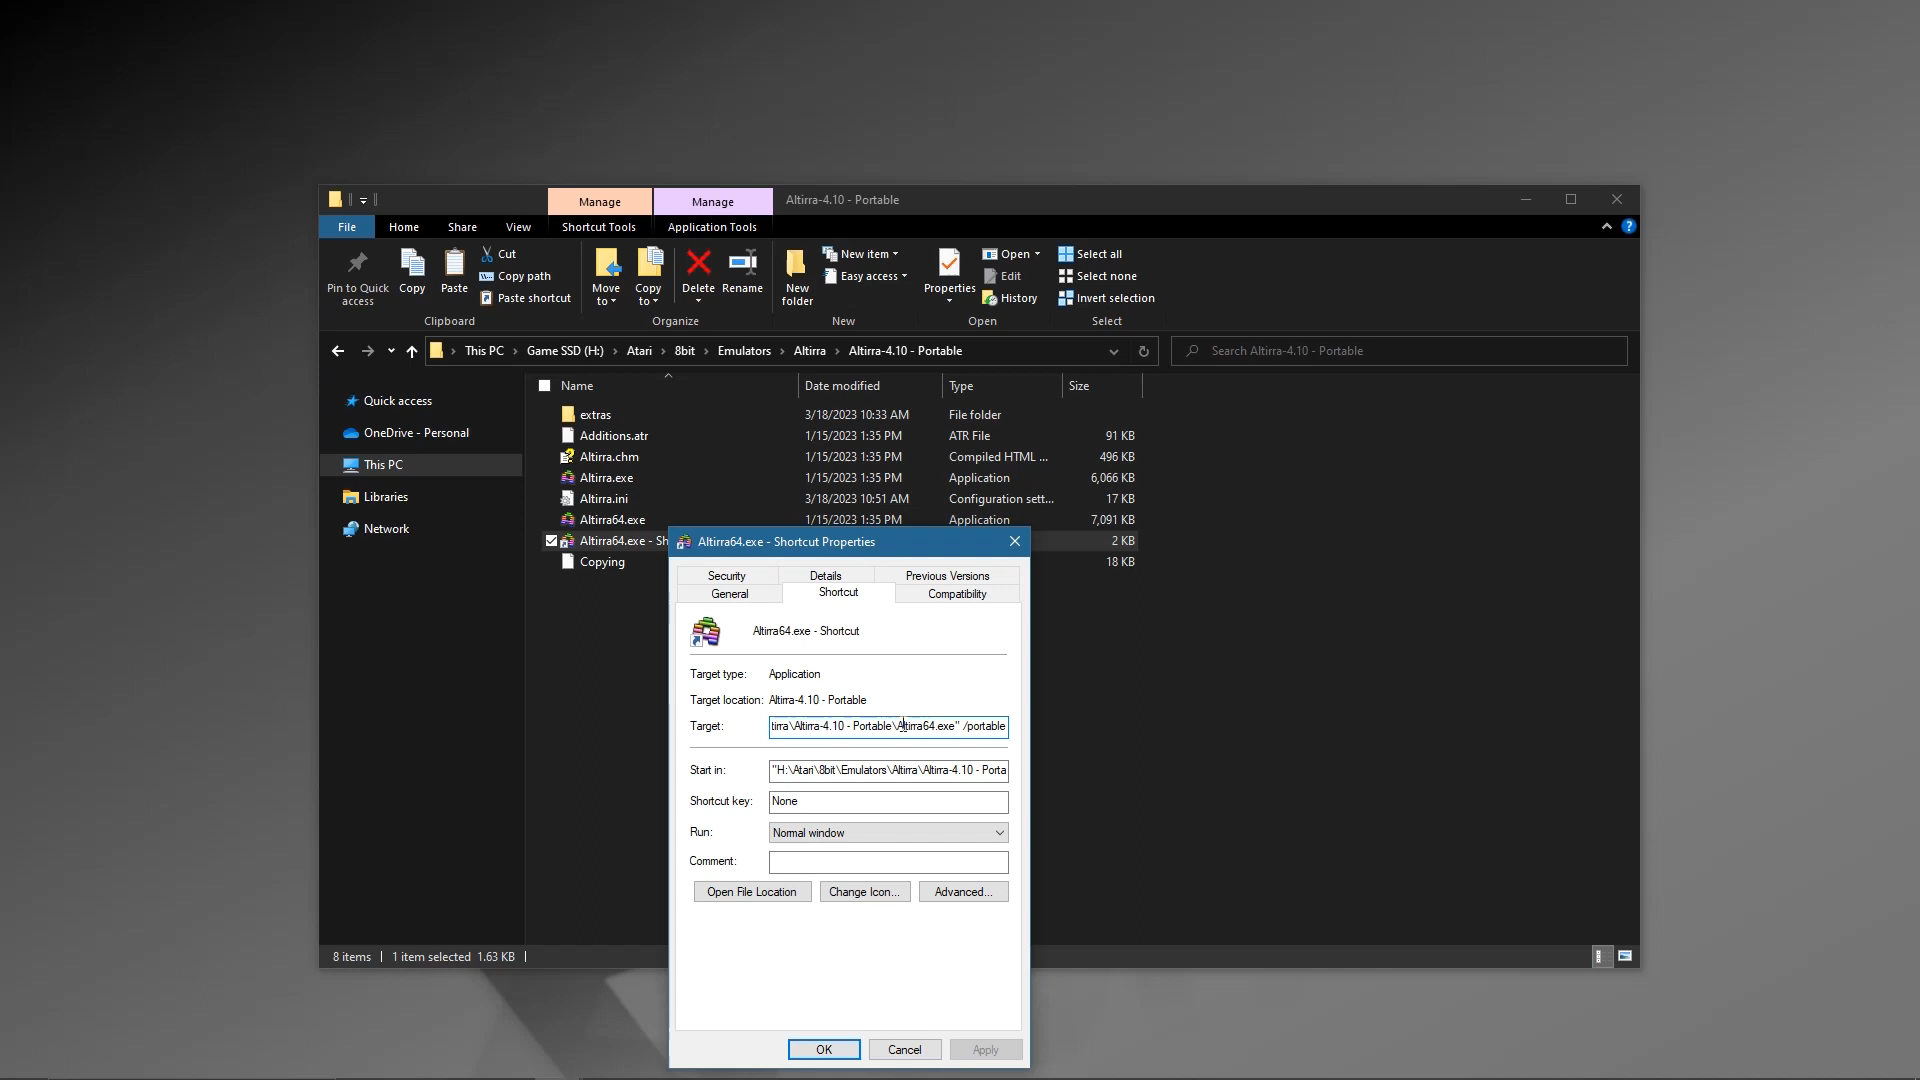 Manage
Manage
Altirra-4.10 - Portable
File
Home
Share
View
Shortcut Tools
Application Tools
Pin to Quick access
Copy
Paste
Cut
Copy path
Paste shortcut
Clipboard
Move to
Copy to
Delete
Rename
Organize
New folder
New item
Easy access
New
Properties
Open
Edit
History
Open
Select all
Select none
Invert selection
Select
This PC
Game SSD (H:)
Atari
8bit
Emulators
Altirra
Altirra-4.10 - Portable
Search Altirra-4.10 - Portable
Quick access
OneDrive - Personal
This PC
Libraries
Network
Name Date modified Type Size
extras 3/18/2023 10:33 AM File folder
Additions.atr 1/15/2023 1:35 PM ATR File 91 KB
Altirra.chm 1/15/2023 1:35 PM Compiled HTML ... 496 KB
Altirra.exe 1/15/2023 1:35 PM Application 6,066 KB
Altirra.ini 3/18/2023 10:51 AM Configuration sett... 17 KB
Altirra64.exe 1/15/2023 1:35 PM Application 7,091 KB
Altirra64.exe - Sh 2 KB
Copying 18 KB
Altirra64.exe - Shortcut Properties
Security Details Previous Versions
General Shortcut Compatibility
Altirra64.exe - Shortcut
Target type: Application
Target location: Altirra-4.10 - Portable
Target: tirra\Altirra-4.10 - Portable\Altirra64.exe" /portable
Start in: "H:\Atari\8bit\Emulators\Altirra\Altirra-4.10 - Porta
Shortcut key: None
Run: Normal window
Comment:
Open File Location Change Icon... Advanced...
OK Cancel Apply
8 items 1 item selected 1.63 KB